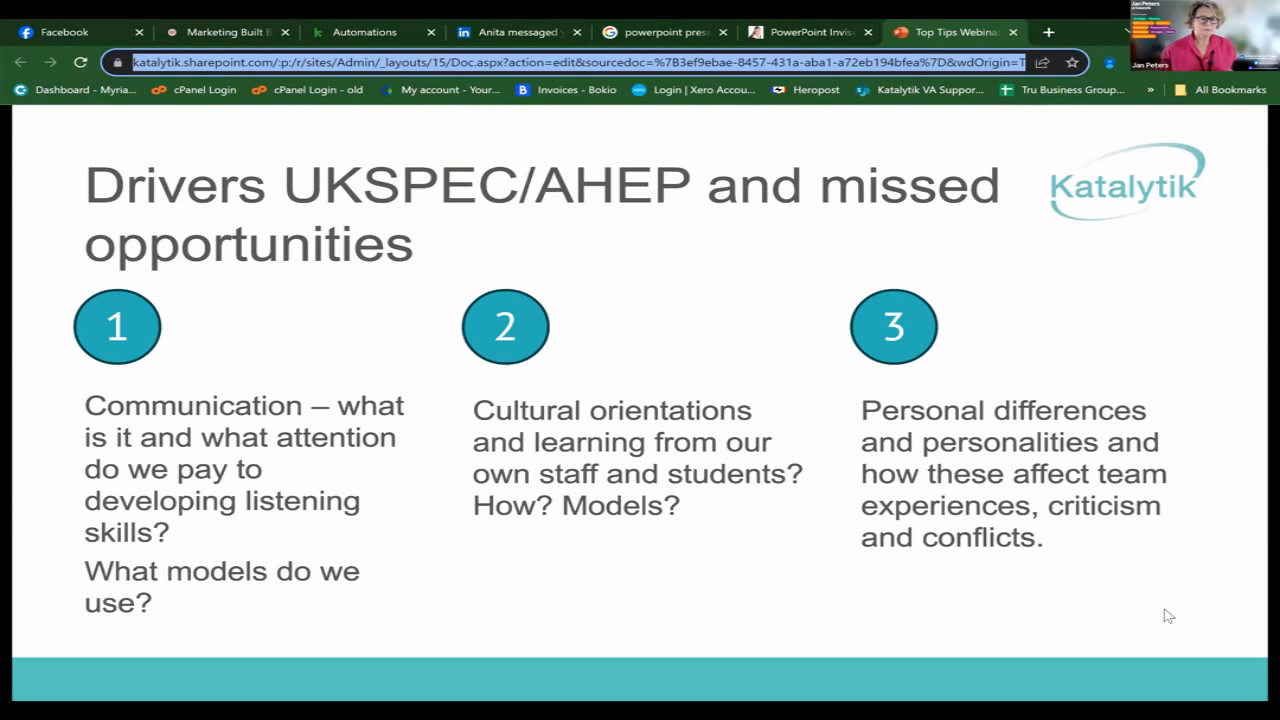 Facebook
Marketing Built B
Automations
Anita messaged y
powerpoint pres
PowerPoint Invis
Top Tips Webina
katalytik.sharepoint.com/:p:/r/sites/Admin/_layouts/15/Doc.aspx?action=edit&sourcedoc=%7B3ef9ebae-8457-431a-aba1-a72eb194bfea%7D&wdOrigin=T
Dashboard - Myria...
cPanel Login
cPanel Login - old
My account - Your...
Invoices - Bokio
Login | Xero Accou...
Heropost
Katalytik VA Suppor...
Tru Business Group...
»
All Bookmarks
Jan Peters
Jan Peters
Drivers UKSPEC/AHEP and missed
opportunities
Katalytik
1
Communication – what
is it and what attention
do we pay to
developing listening
skills?
What models do we
use?
2
Cultural orientations
and learning from our
own staff and students?
How? Models?
3
Personal differences
and personalities and
how these affect team
experiences, criticism
and conflicts.